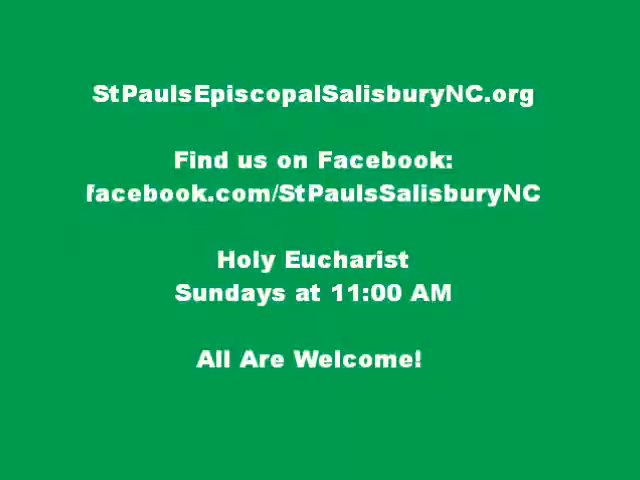 StPaulsEpiscopalSalisburyNC.org
Find us on Facebook:
facebook.com/StPaulsSalisburyNC
Holy Eucharist
Sundays at 11:00 AM
All Are Welcome!